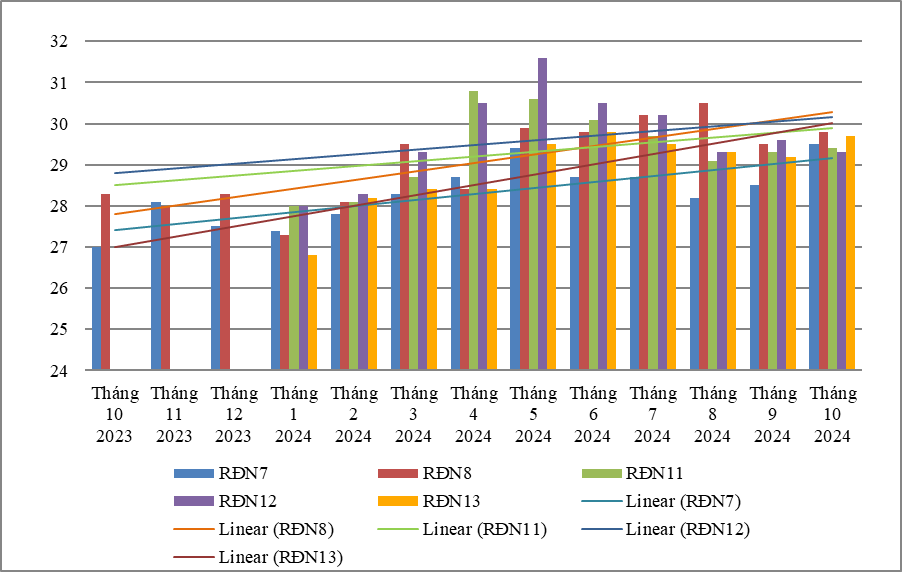 32
31
30
29
28
27
26
25
24
Tháng Tháng Tháng Tháng Tháng Tháng Tháng Tháng Tháng Tháng Tháng Tháng Tháng
10 11 12 1 2 3 4 5 6 7 8 9 10
2023 2023 2023 2024 2024 2024 2024 2024 2024 2024 2024 2024 2024
RĐN7 RĐN8 RĐN11
RĐN12 RĐN13 Linear (RĐN7)
Linear (RĐN8) Linear (RĐN11) Linear (RĐN12)
Linear (RĐN13)